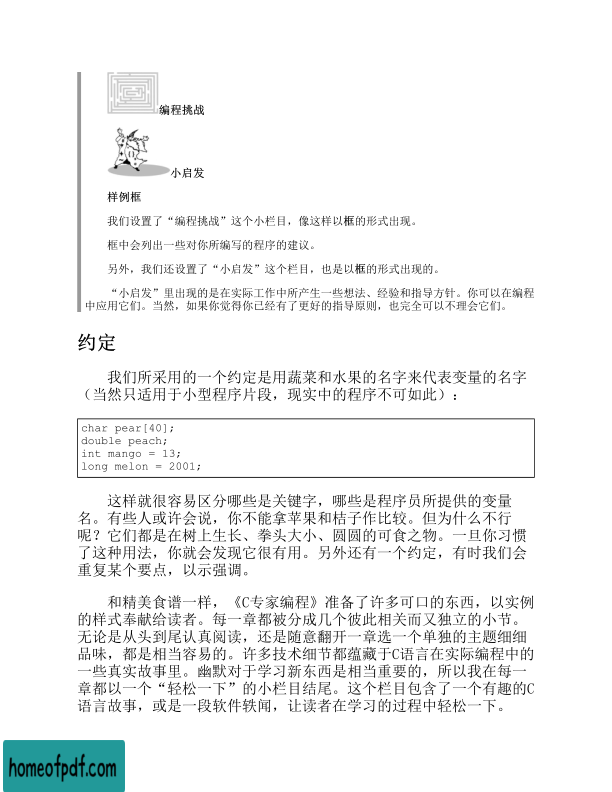 编程挑战
小启发
样例框
我们设置了“编程挑战”这个小栏目，像这样以框的形式出现。
框中会列出一些对你所编写的程序的建议。
另外，我们还设置了“小启发”这个栏目，也是以框的形式出现的。
“小启发”里出现的是在实际工作中所产生一些想法、经验和指导方针。你可以在编程
中应用它们。当然，如果你觉得你已经有了更好的指导原则，也完全可以不理会它们。
约定
我们所采用的一个约定是用蔬菜和水果的名字来代表变量的名字
（当然只适用于小型程序片段，现实中的程序不可如此）：
char pear[40];
double peach;
int mango = 13;
long melon = 2001;
这样就很容易区分哪些是关键字，哪些是程序员所提供的变量
名。有些人或许会说，你不能拿苹果和桔子作比较。但为什么不行
呢？它们都是在树上生长、拳头大小、圆圆的可食之物。一旦你习惯
了这种用法，你就会发现它很有用。另外还有一个约定，有时我们会
重复某个要点，以示强调。
和精美食谱一样，《C专家编程》准备了许多可口的东西，以实例
的样式奉献给读者。每一章都被分成几个彼此相关而又独立的小节。
无论是从头到尾认真阅读，还是随意翻开一章选一个单独的主题细细
品味，都是相当容易的。许多技术细节都蕴藏于C语言在实际编程中的
一些真实故事里。幽默对于学习新东西是相当重要的，所以我在每一
章都以一个“轻松一下”的小栏目结尾。这个栏目包含了一个有趣的C
语言故事，或是一段软件轶闻，让读者在学习的过程中轻松一下。
homeofpdf.com